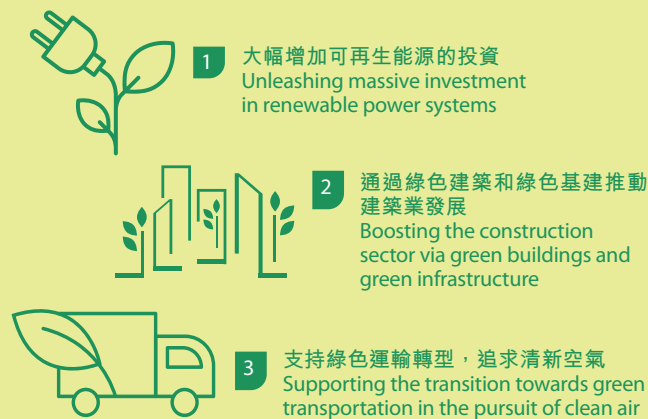 1
大幅增加可再生能源的投資
Unleashing massive investment
in renewable power systems
2
通過綠色建築和綠色基建推動
建築業發展
Boosting the construction
sector via green buildings and
green infrastructure
3
支持綠色運輸轉型，追求清新空氣
Supporting the transition towards green
transportation in the pursuit of clean air